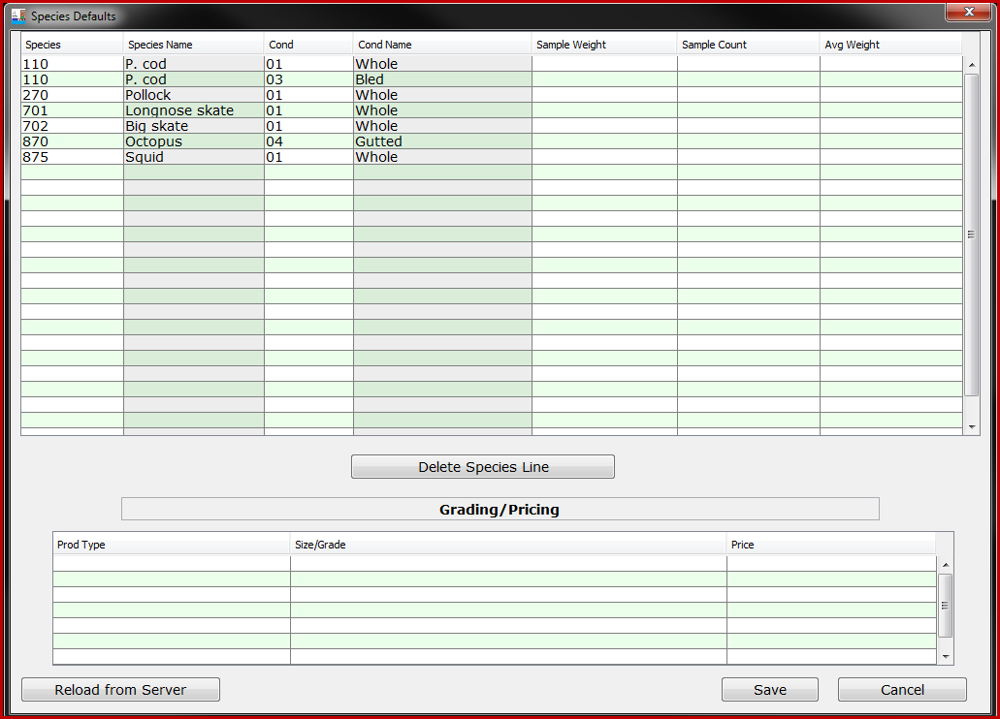 Species Defaults
Species Species Name Cond Cond Name Sample Weight Sample Count Avg Weight
110 P. cod 01 Whole
110 P. cod 03 Bled
270 Pollock 01 Whole
701 Longnose skate 01 Whole
702 Big skate 01 Whole
870 Octopus 04 Gutted
875 Squid 01 Whole
Delete Species Line
Grading/Pricing
Prod Type Size/Grade Price
Reload from Server Save Cancel